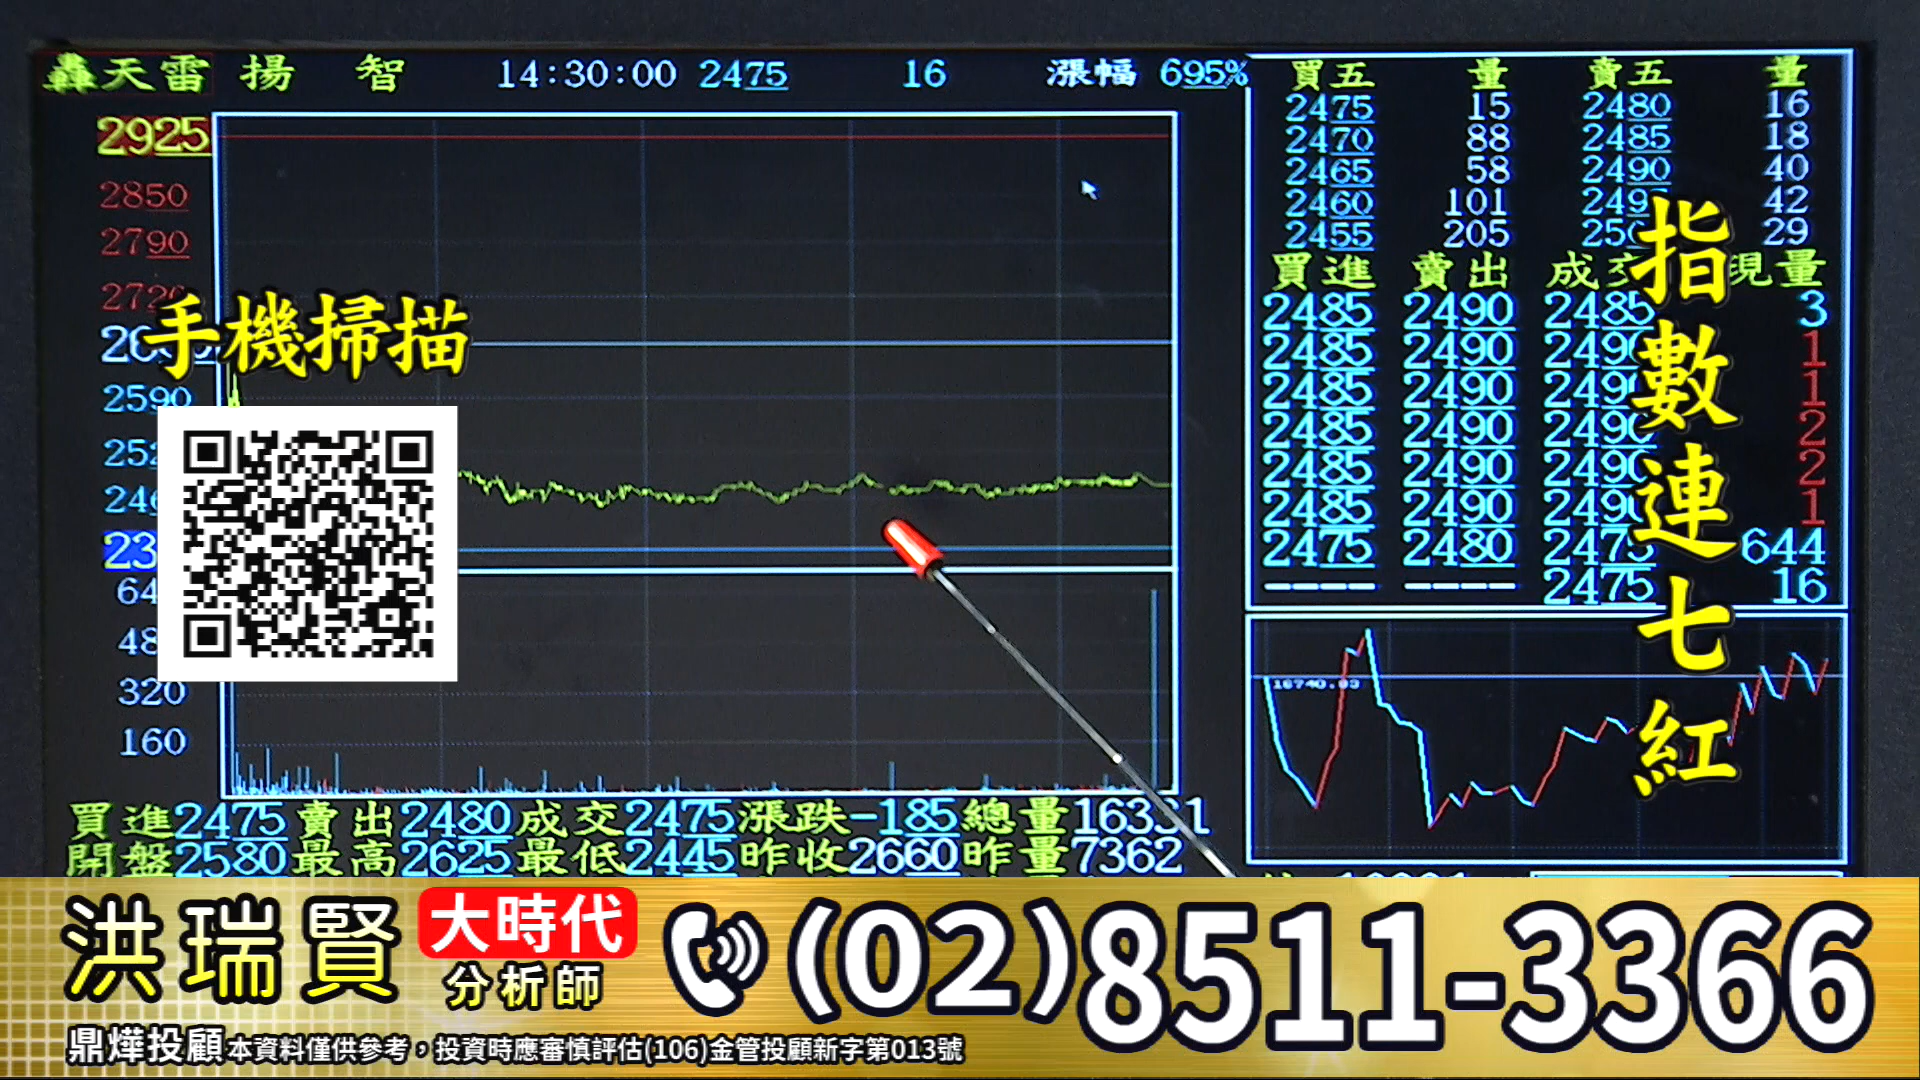 轟天雷 揚 智 14:30:00 2475 16 漲幅 695%
2925
2850
2790
2590
320
160
手機掃描
買五 量 賣五 量
2475 15 2480 16
2470 88 2485 18
2465 58 2490 40
2460 101 42
2455 205 29
買進 賣出 現量
2485 2490 2485 3
2485 2490 1
2485 2490 1
2485 2490 2
2485 2490 2
2485 2490 1
2475 2480 2475 644
---- ---- 2475 16
指數連七紅
16740.83
買進2475賣出2480成交2475漲跌-185總量
開盤2580最高2625最低2445昨收2660昨量7362
洪瑞賢
大時代
分析師
(02)8511-3366
鼎燁投顧 本資料僅供參考，投資時應審慎評估(106)金管投顧新字第013號